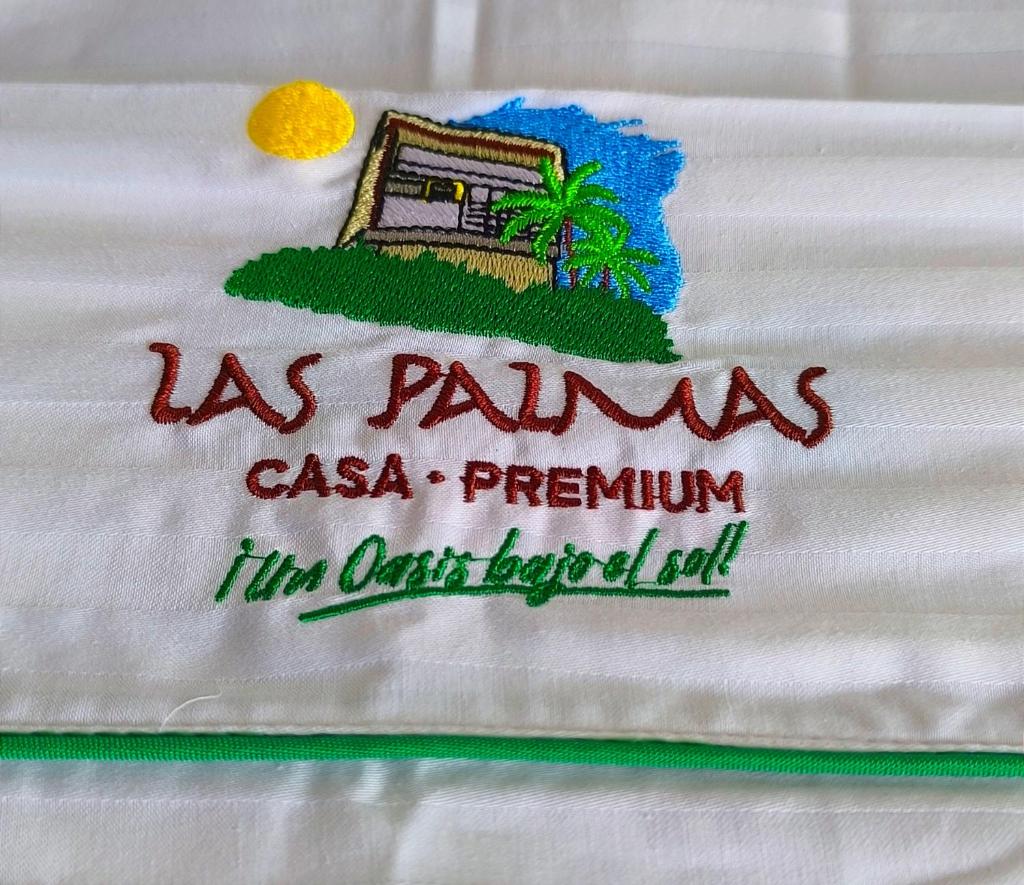 LAS PALMAS
CASA • PREMIUM
¡Un Oasis bajo el sol!